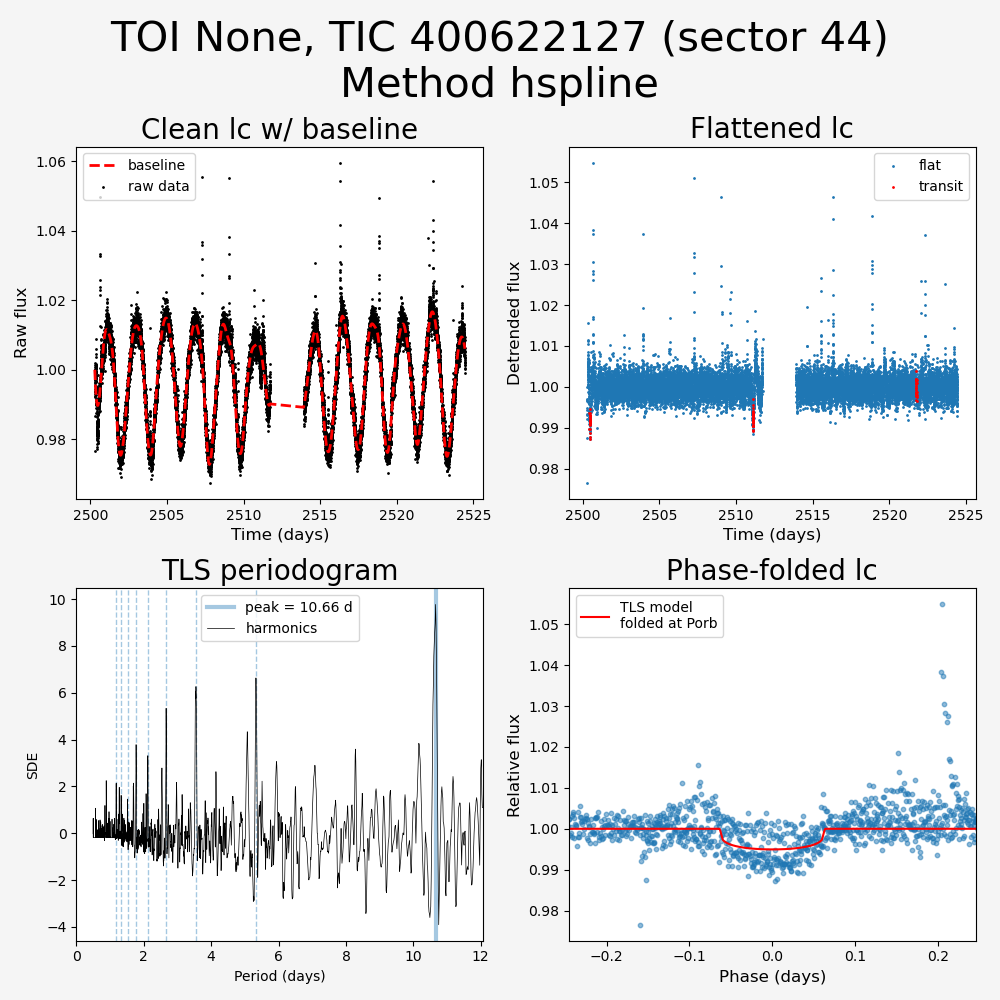 TOI None, TIC 400622127 (sector 44)
Method hspline
Clean lc w/ baseline
baseline
raw data
1.06
1.04
1.02
1.00
0.98
Raw flux
2500
2505
2510
2515
2520
2525
Time (days)
Flattened lc
flat
transit
1.05
1.04
1.03
1.02
1.01
1.00
0.99
0.98
Detrended flux
2500
2505
2510
2515
2520
2525
Time (days)
TLS periodogram
peak = 10.66 d
harmonics
10
8
6
4
2
0
−2
−4
SDE
0
2
4
6
8
10
12
Period (days)
Phase-folded lc
TLS model
folded at Porb
1.05
1.04
1.03
1.02
1.01
1.00
0.99
0.98
Relative flux
−0.2
−0.1
0.0
0.1
0.2
Phase (days)